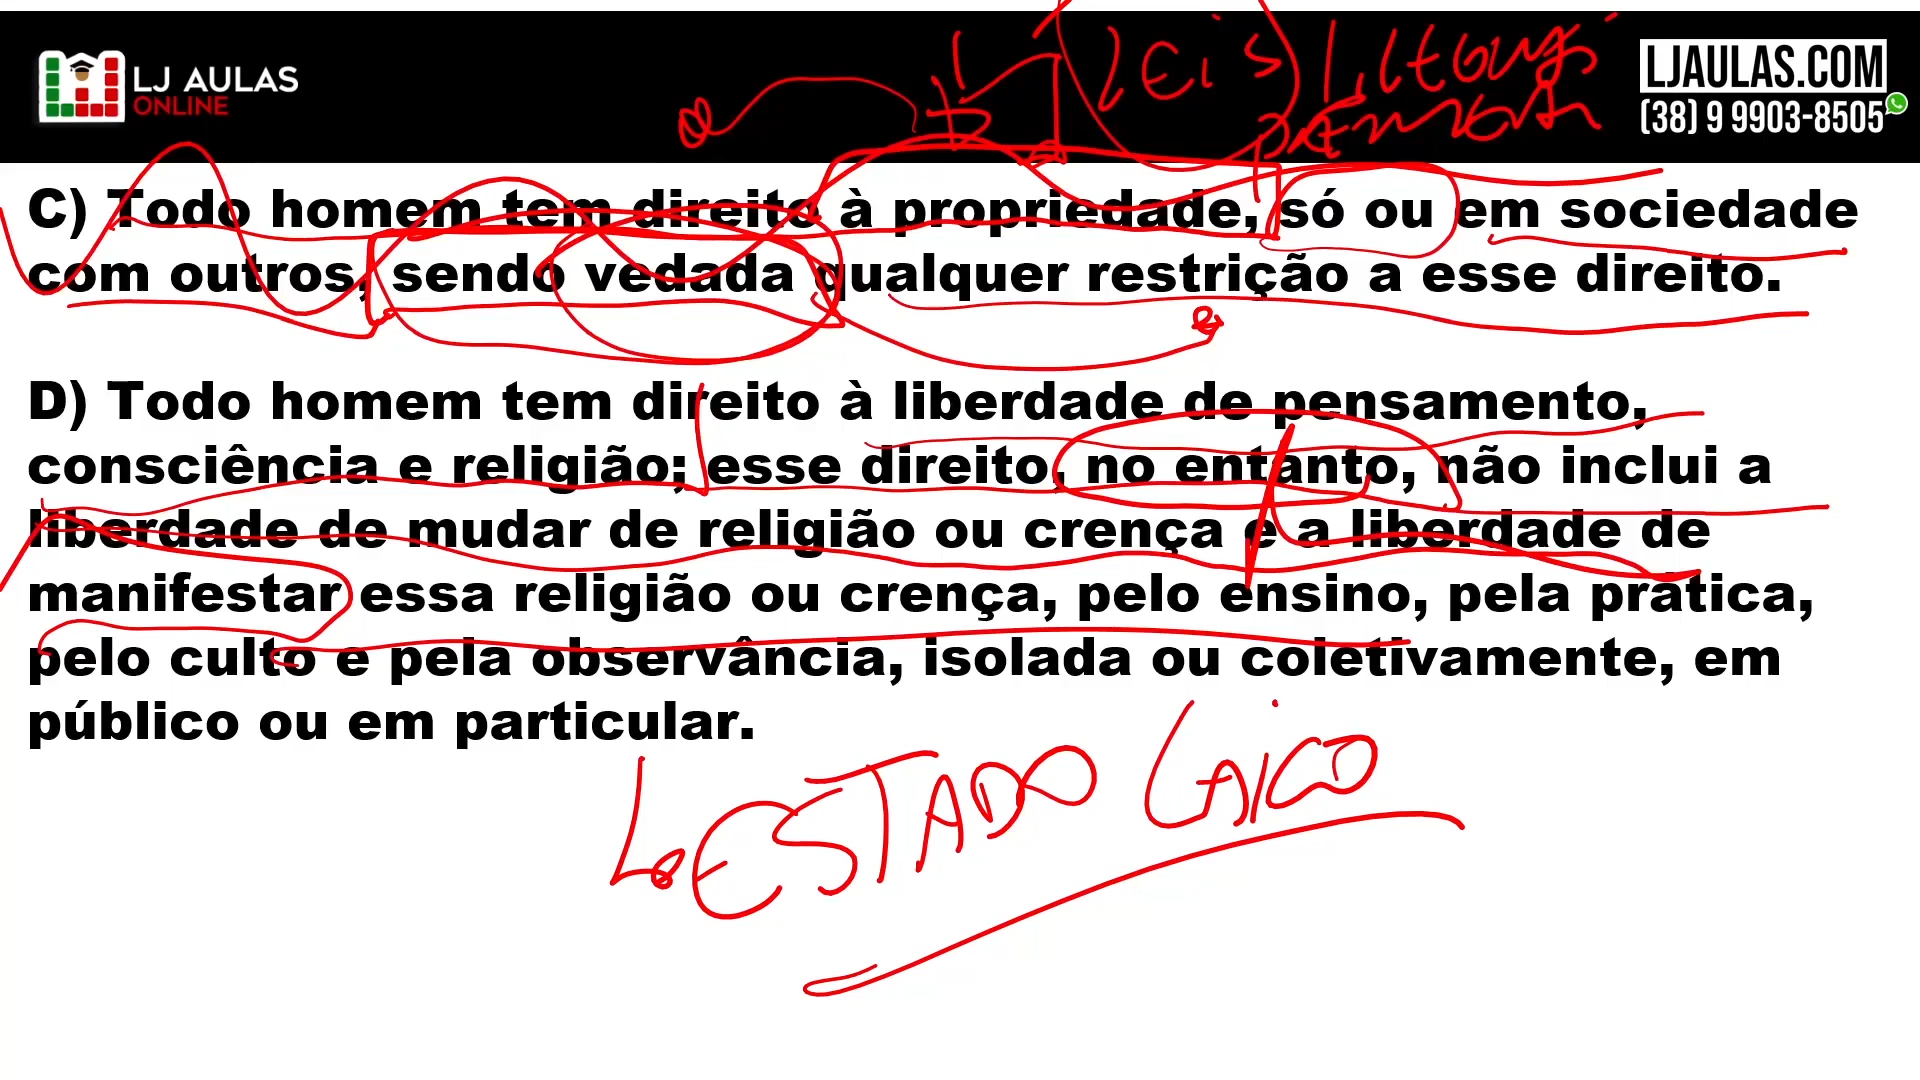 LJ AULAS
ONLINE
LEis
LJAULAS.COM
(38) 9 9903-8505
C) Todo homem tem direito à propriedade, só ou em sociedade
com outros, sendo vedada qualquer restrição a esse direito.
D) Todo homem tem direito à liberdade de pensamento,
consciência e religião; esse direito, no entanto, não inclui a
liberdade de mudar de religião ou crença e a liberdade de
manifestar essa religião ou crença, pelo ensino, pela prática,
pelo culto e pela observância, isolada ou coletivamente, em
público ou em particular.
ESTADO LAICO